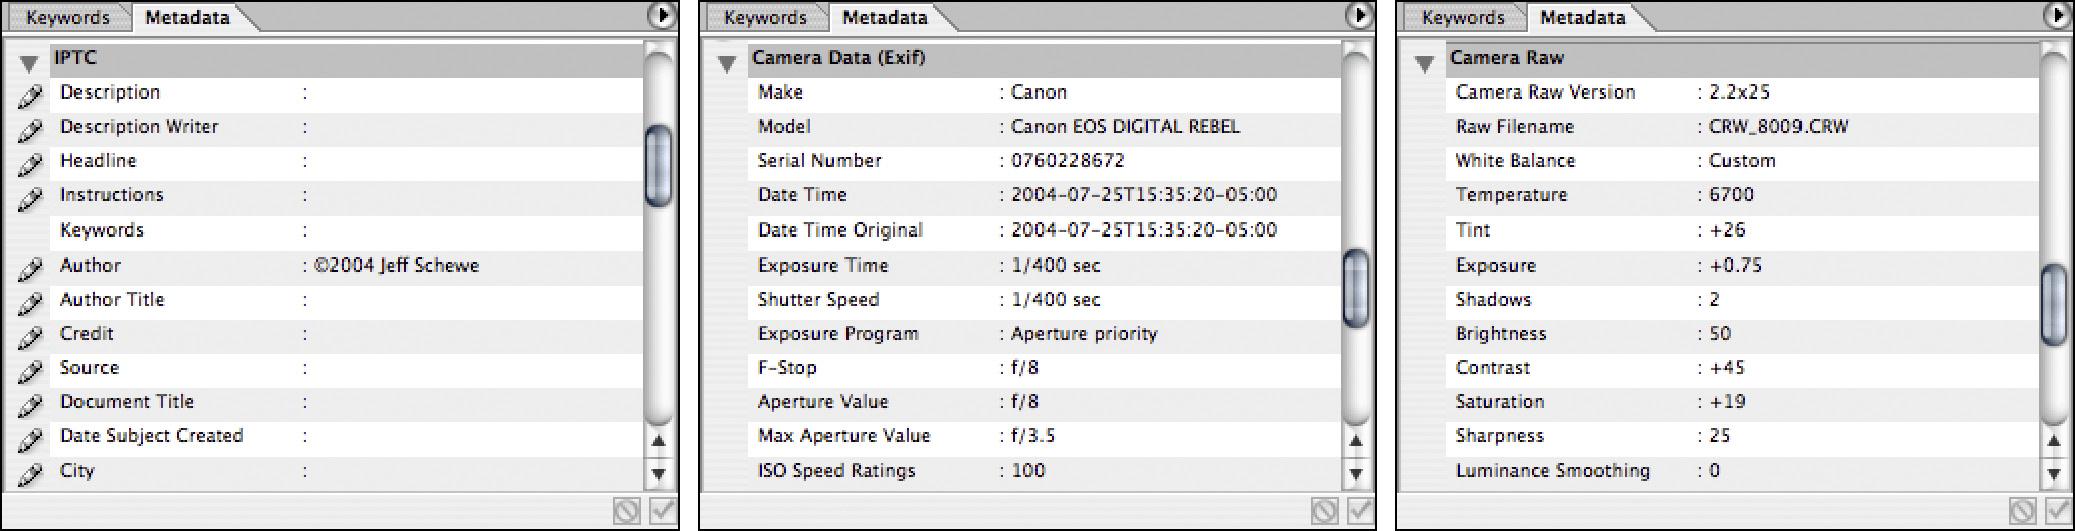 Keywords Metadata
IPTC
Description :
Description Writer :
Headline :
Instructions :
Keywords :
Author : ©2004 Jeff Schewe
Author Title :
Credit :
Source :
Document Title :
Date Subject Created :
City :
Keywords Metadata
Camera Data (Exif)
Make : Canon
Model : Canon EOS DIGITAL REBEL
Serial Number : 0760228672
Date Time : 2004-07-25T15:35:20-05:00
Date Time Original : 2004-07-25T15:35:20-05:00
Exposure Time : 1/400 sec
Shutter Speed : 1/400 sec
Exposure Program : Aperture priority
F-Stop : f/8
Aperture Value : f/8
Max Aperture Value : f/3.5
ISO Speed Ratings : 100
Keywords Metadata
Camera Raw
Camera Raw Version : 2.2x25
Raw Filename : CRW_8009.CRW
White Balance : Custom
Temperature : 6700
Tint : +26
Exposure : +0.75
Shadows : 2
Brightness : 50
Contrast : +45
Saturation : +19
Sharpness : 25
Luminance Smoothing : 0